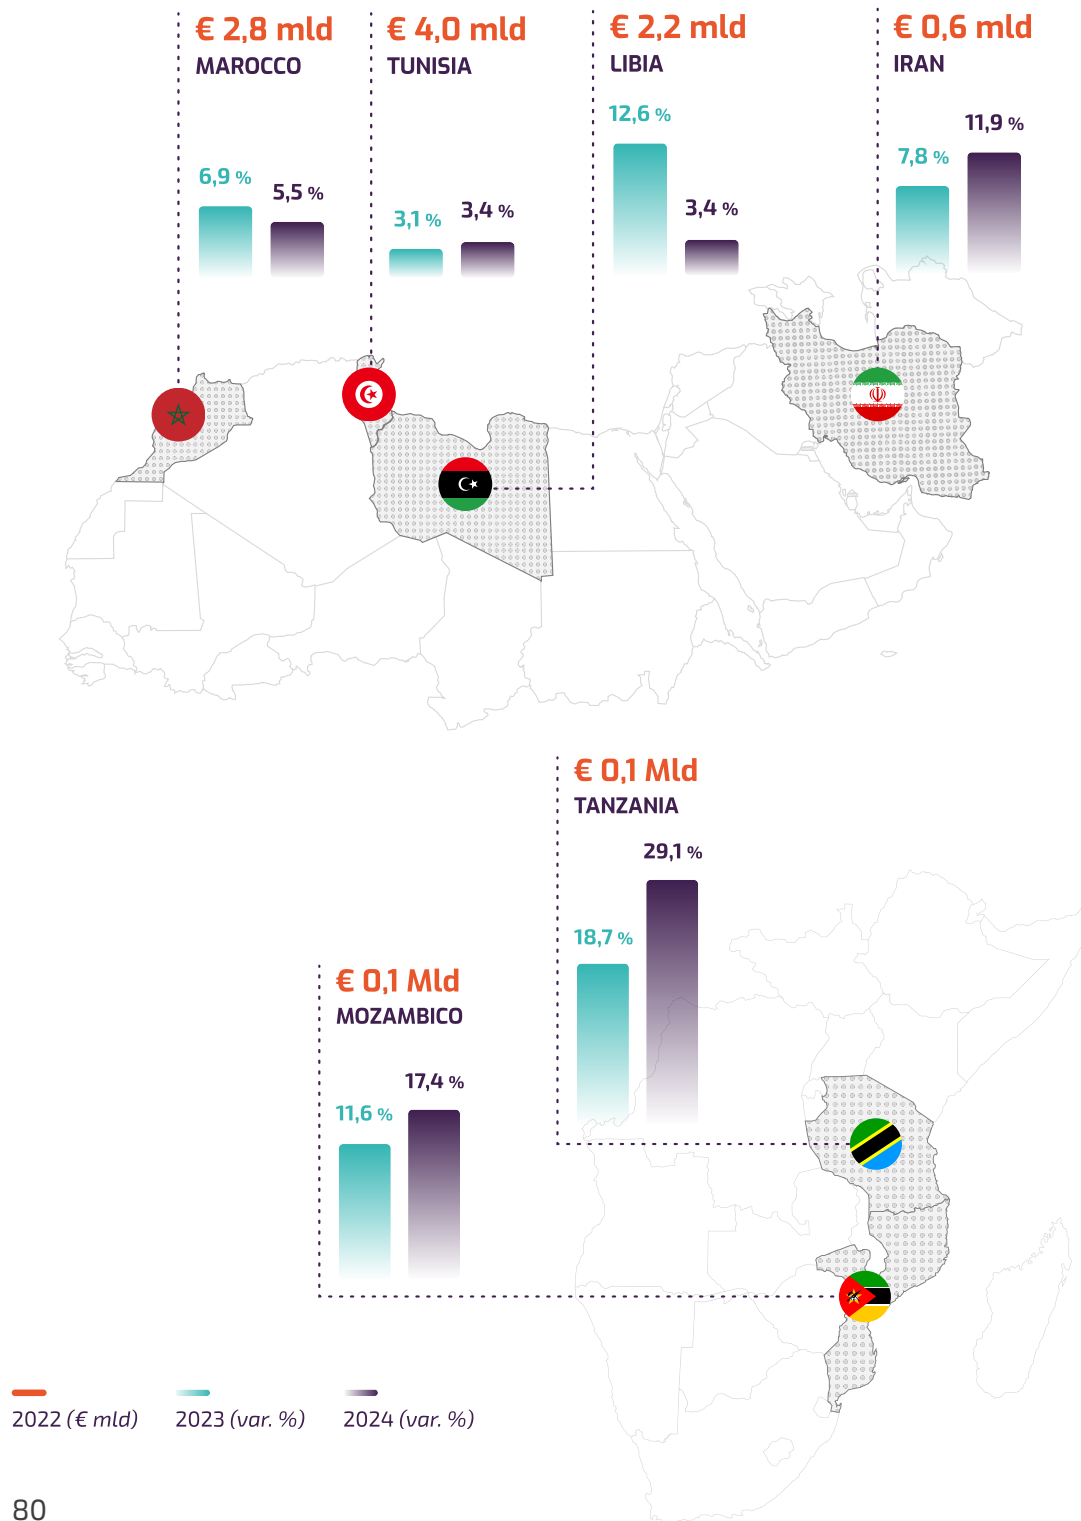 € 2,8 mld
MAROCCO
6,9 %
5,5 %
€ 4,0 mld
TUNISIA
3,1 %
3,4 %
€ 2,2 mld
LIBIA
12,6 %
3,4 %
€ 0,6 mld
IRAN
7,8 %
11,9 %
€ 0,1 Mld
TANZANIA
18,7 %
29,1 %
€ 0,1 Mld
MOZAMBICO
11,6 %
17,4 %
2022 (€ mld)
2023 (var. %)
2024 (var. %)
80